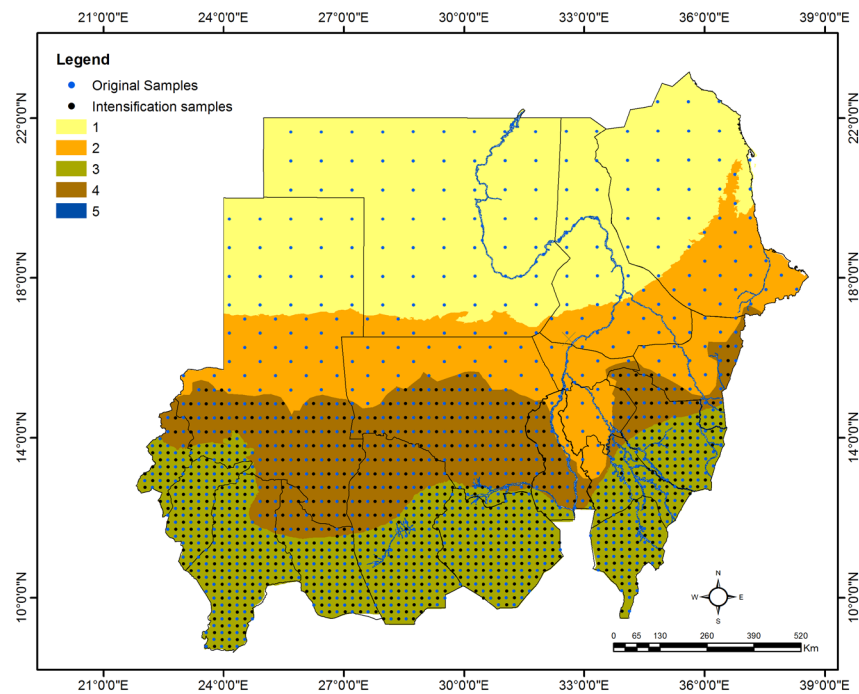 21°0'0"E 24°0'0"E 27°0'0"E 30°0'0"E 33°0'0"E 36°0'0"E 39°0'0"E
Legend
Original Samples
Intensification samples
1
2
3
4
5
22°0'0"N 22°0'0"N
18°0'0"N 18°0'0"N
14°0'0"N 14°0'0"N
10°0'0"N 10°0'0"N
N
W E
S
0 65 130 260 390 520
Km
21°0'0"E 24°0'0"E 27°0'0"E 30°0'0"E 33°0'0"E 36°0'0"E 39°0'0"E